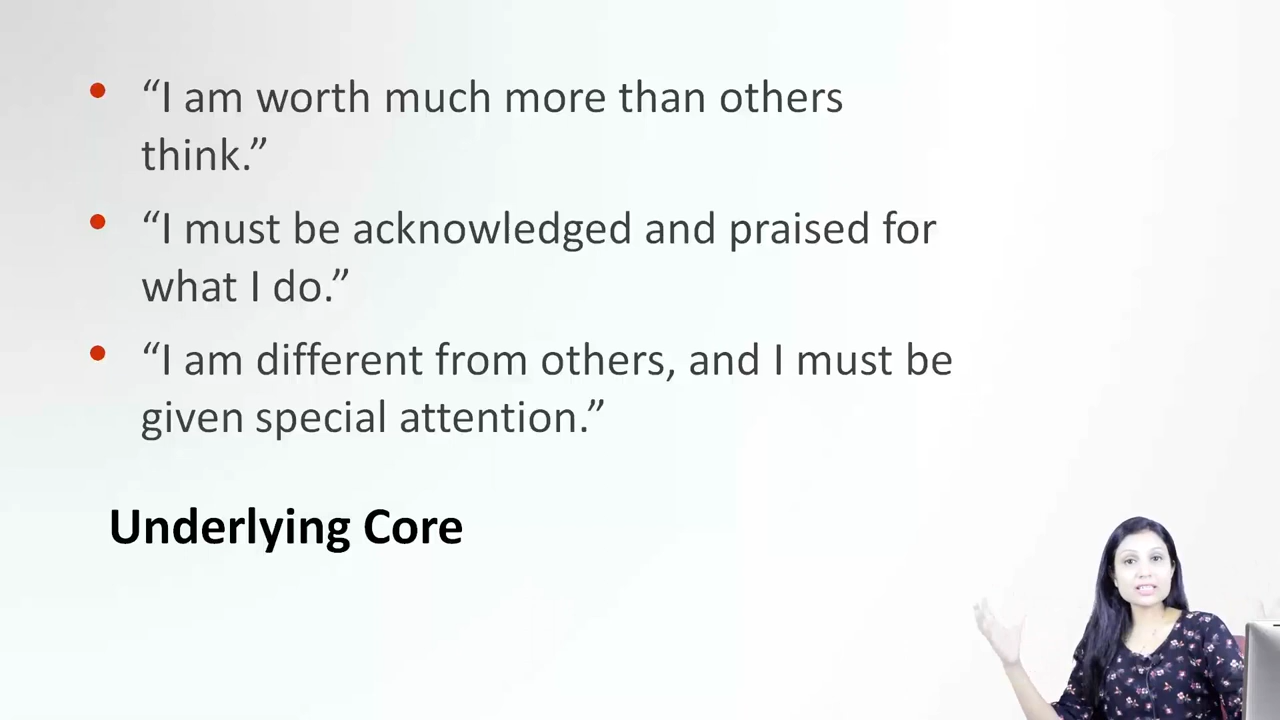 • “I am worth much more than others
think.”
• “I must be acknowledged and praised for
what I do.”
• “I am different from others, and I must be
given special attention.”
Underlying Core